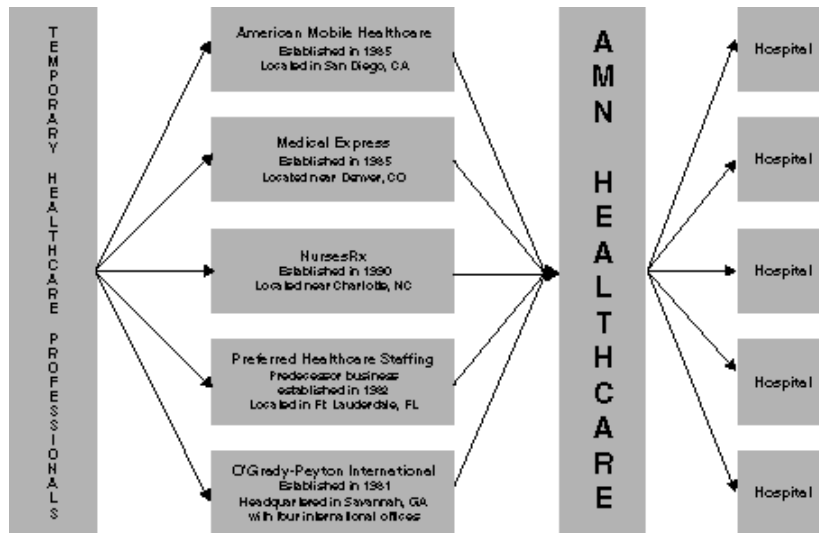 TEMPORARY HEALTHCARE PROFESSIONALS
American Mobile Healthcare
Established in 1985
Located in San Diego, CA
Medical Express
Established in 1985
Located near Denver, CO
NursesRx
Established in 1990
Located near Charlotte, NC
Preferred Healthcare Staffing
Predecessor business
established in 1982
Located in Ft. Lauderdale, FL
O'Grady-Peyton International
Established in 1981
Headquartered in Savannah, GA
with four international offices
AMN HEALTHCARE
Hospital
Hospital
Hospital
Hospital
Hospital